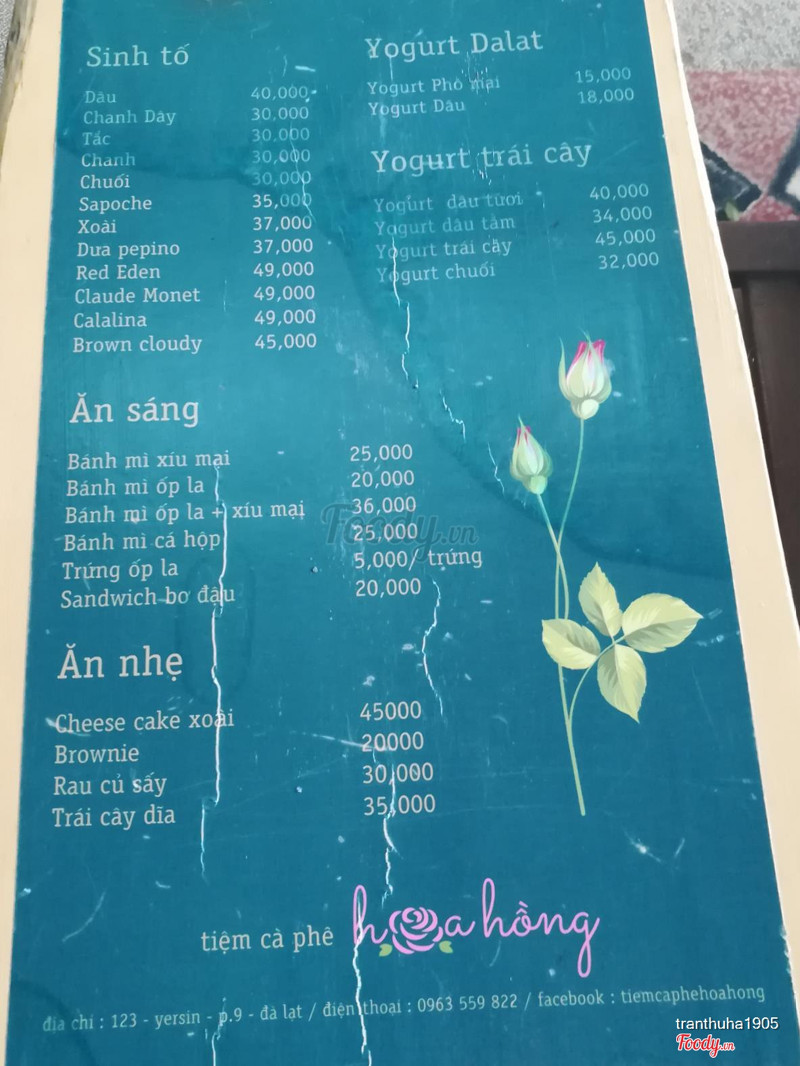 Sinh tố
Dâu 40,000
Chanh Dây 30.000
Tắc 30.000
Chanh 30,000
Chuối 30,000
Sapoche 35,000
Xoài 37,000
Dưa pepino 37,000
Red Eden 49,000
Claude Monet 49,000
Calalina 49,000
Brown cloudy 45,000
Yogurt Dalat
Yogurt Phô mai 15,000
Yogurt Dâu 18,000
Yogurt trái cây
Yogurt dâu tươi 40,000
Yogurt dâu tằm 34,000
Yogurt trái cây 45,000
Yogurt chuối 32,000
Ăn sáng
Bánh mì xíu mại 25,000
Bánh mì ốp la 20,000
Bánh mì ốp la + xíu mại 36,000
Bánh mì cá hộp 25,000
Trứng ốp la 5,000/ trứng
Sandwich bơ đậu 20,000
Ăn nhẹ
Cheese cake xoài 45000
Brownie 20000
Rau củ sấy 30,000
Trái cây dĩa 35,000
tiệm cà phê hoa hồng
địa chỉ : 123 - yersin - p.9 - đà lạt / điện thoại : 0963 559 822 / facebook : tiemcaphehoahong
Foody.vn
tranthuha1905
Foody.vn